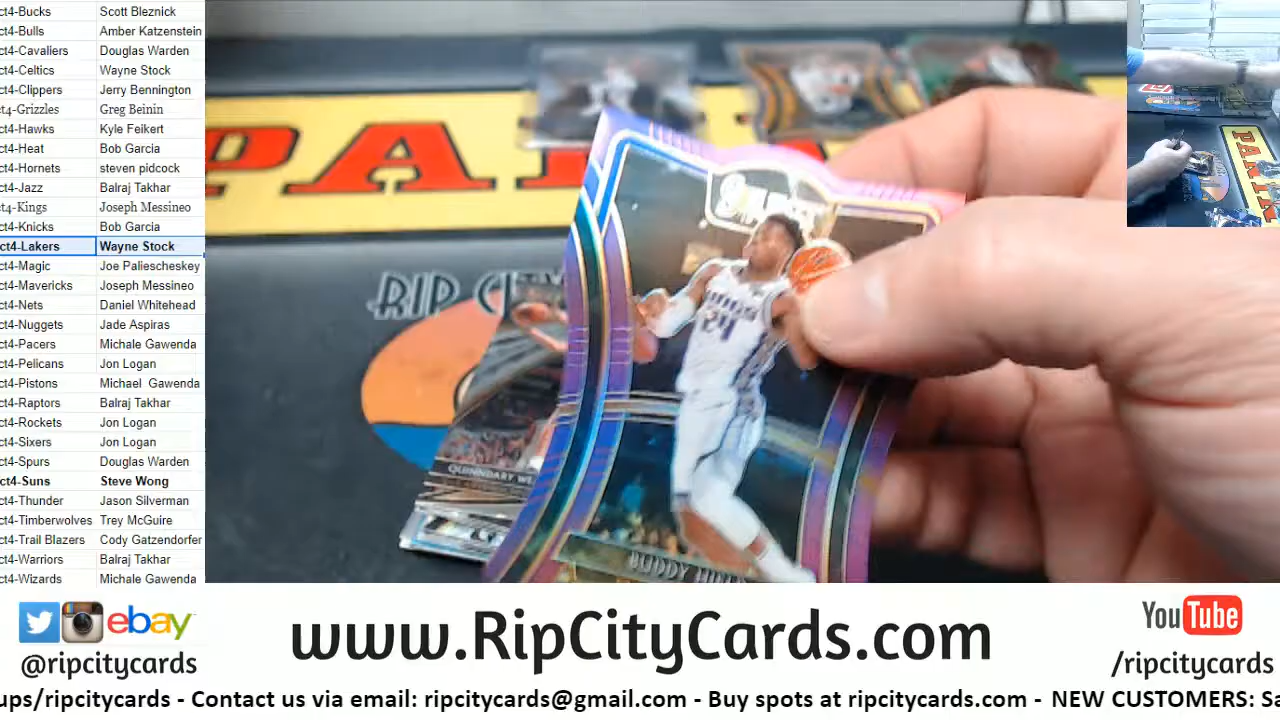 ct4-Bucks Scott Bleznick
ct4-Bulls Amber Katzenstein
ct4-Cavaliers Douglas Warden
ct4-Celtics Wayne Stock
ct4-Clippers Jerry Bennington
ct4-Grizzles Greg Beinin
ct4-Hawks Kyle Feikert
ct4-Heat Bob Garcia
ct4-Hornets steven pidcock
ct4-Jazz Balraj Takhar
ct4-Kings Joseph Messineo
ct4-Knicks Bob Garcia
ct4-Lakers Wayne Stock
ct4-Magic Joe Paliescheskey
ct4-Mavericks Joseph Messineo
ct4-Nets Daniel Whitehead
ct4-Nuggets Jade Aspiras
ct4-Pacers Michale Gawenda
ct4-Pelicans Jon Logan
ct4-Pistons Michael Gawenda
ct4-Raptors Balraj Takhar
ct4-Rockets Jon Logan
ct4-Sixers Jon Logan
ct4-Spurs Douglas Warden
ct4-Suns Steve Wong
ct4-Thunder Jason Silverman
ct4-Timberwolves Trey McGuire
ct4-Trail Blazers Cody Gatzendorfer
ct4-Warriors Balraj Takhar
ct4-Wizards Michale Gawenda
RIP
KINGS
24
QUINNDARY WE
BUDDY
ebay
@ripcitycards
www.RipCityCards.com
YouTube
/ripcitycards
ups/ripcitycards - Contact us via email: ripcitycards@gmail.com - Buy spots at ripcitycards.com - NEW CUSTOMERS: Sa